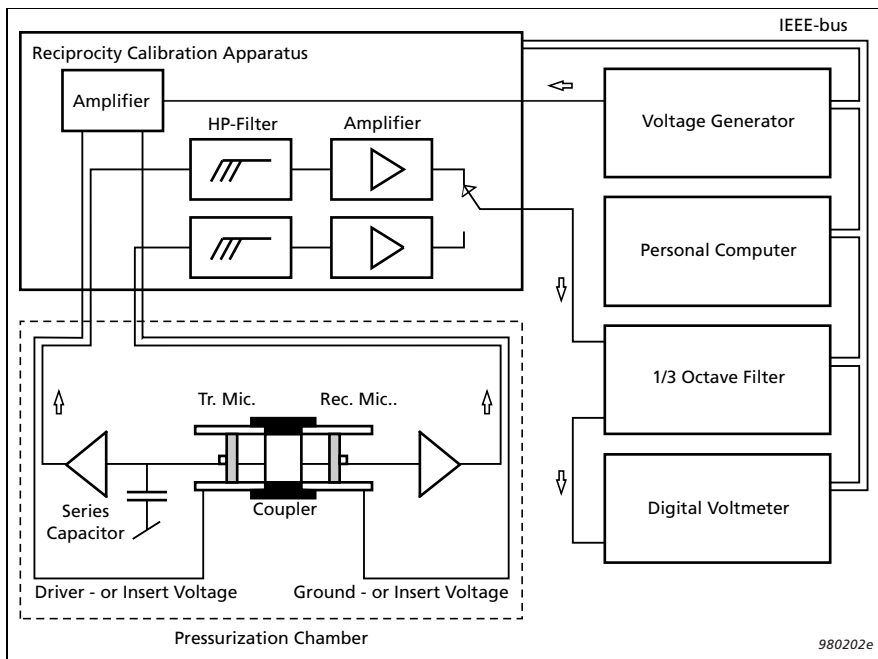 IEEE-bus
Reciprocity Calibration Apparatus
Amplifier
HP-Filter
Amplifier
Voltage Generator
Personal Computer
1/3 Octave Filter
Digital Voltmeter
Tr. Mic.
Rec. Mic..
Series
Capacitor
Coupler
Driver - or Insert Voltage
Ground - or Insert Voltage
Pressurization Chamber
980202e